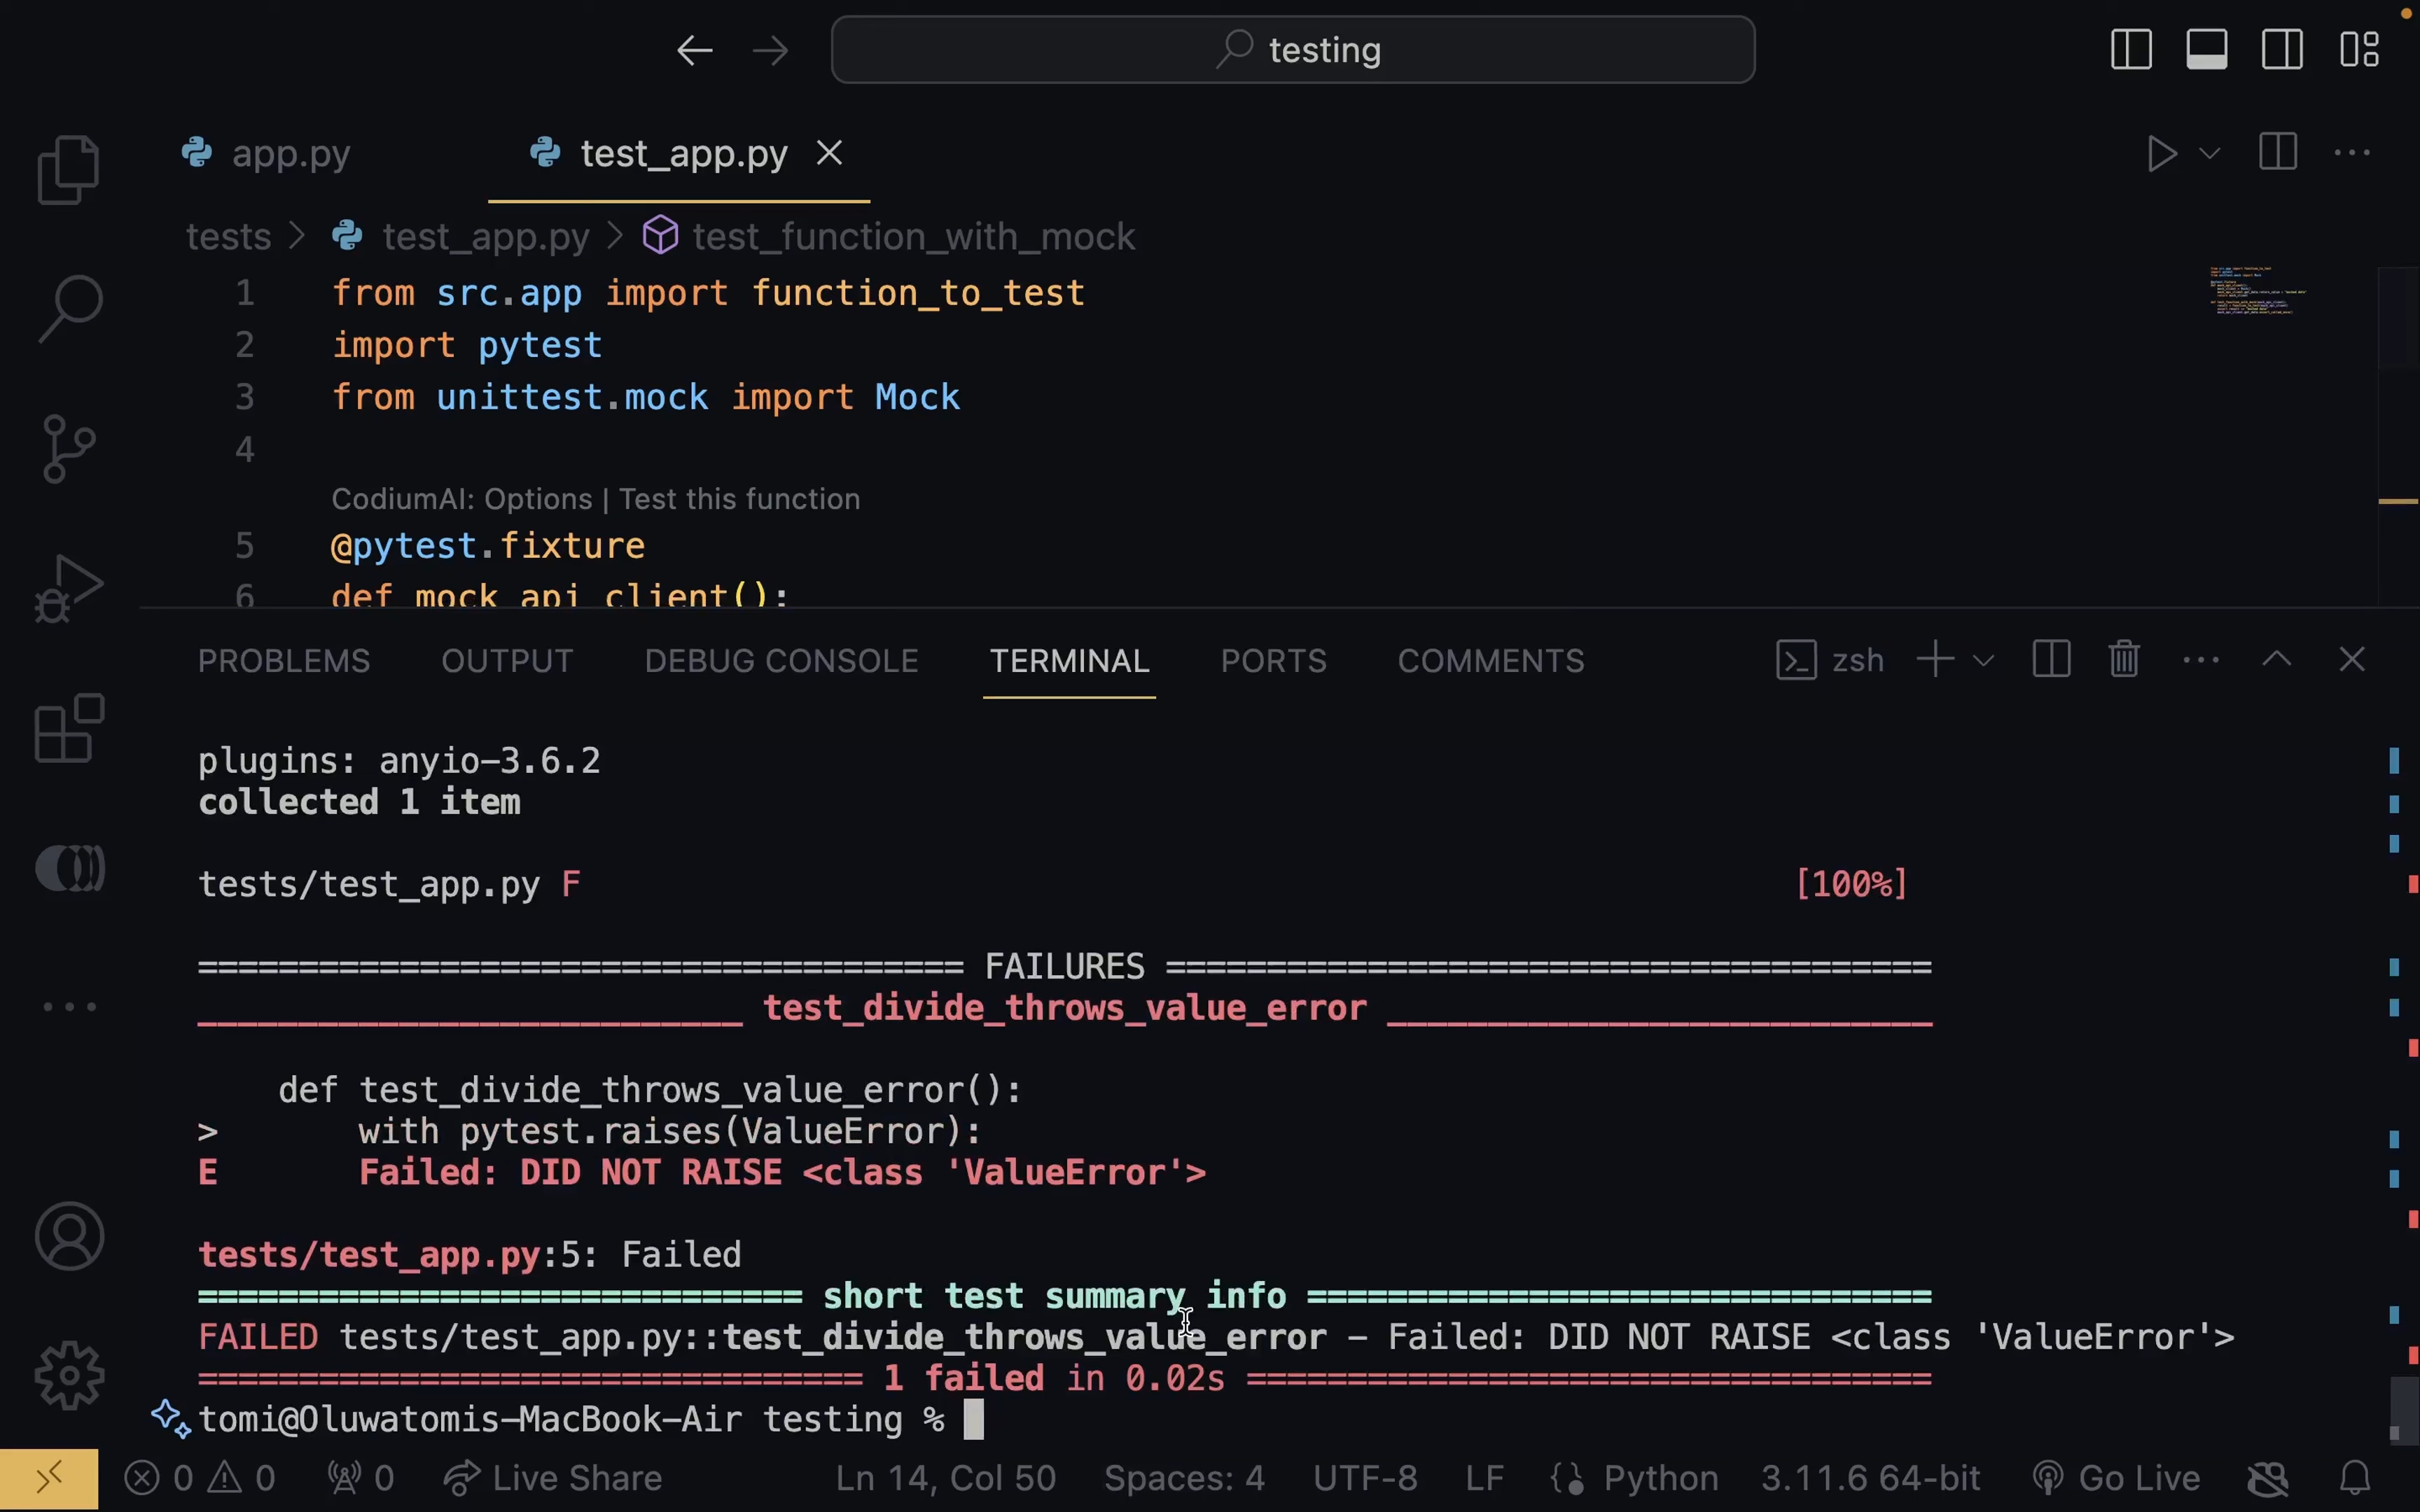 testing
app.py
test_app.py
tests > test_app.py > test_function_with_mock
1 from src.app import function_to_test
2 import pytest
3 from unittest.mock import Mock
4
CodiumAI: Options | Test this function
5 @pytest.fixture
6 def mock_api_client():
PROBLEMS OUTPUT DEBUG CONSOLE TERMINAL PORTS COMMENTS zsh
plugins: anyio-3.6.2
collected 1 item
tests/test_app.py F [100%]
====================================== FAILURES ======================================
___________________________ test_divide_throws_value_error ___________________________
def test_divide_throws_value_error():
> with pytest.raises(ValueError):
E Failed: DID NOT RAISE <class 'ValueError'>
tests/test_app.py:5: Failed
============================== short test summary info ===============================
FAILED tests/test_app.py::test_divide_throws_value_error - Failed: DID NOT RAISE <class 'ValueError'>
================================= 1 failed in 0.02s ==================================
tomi@Oluwatomis-MacBook-Air testing %
0 0 0 Live Share Ln 14, Col 50 Spaces: 4 UTF-8 LF Python 3.11.6 64-bit Go Live